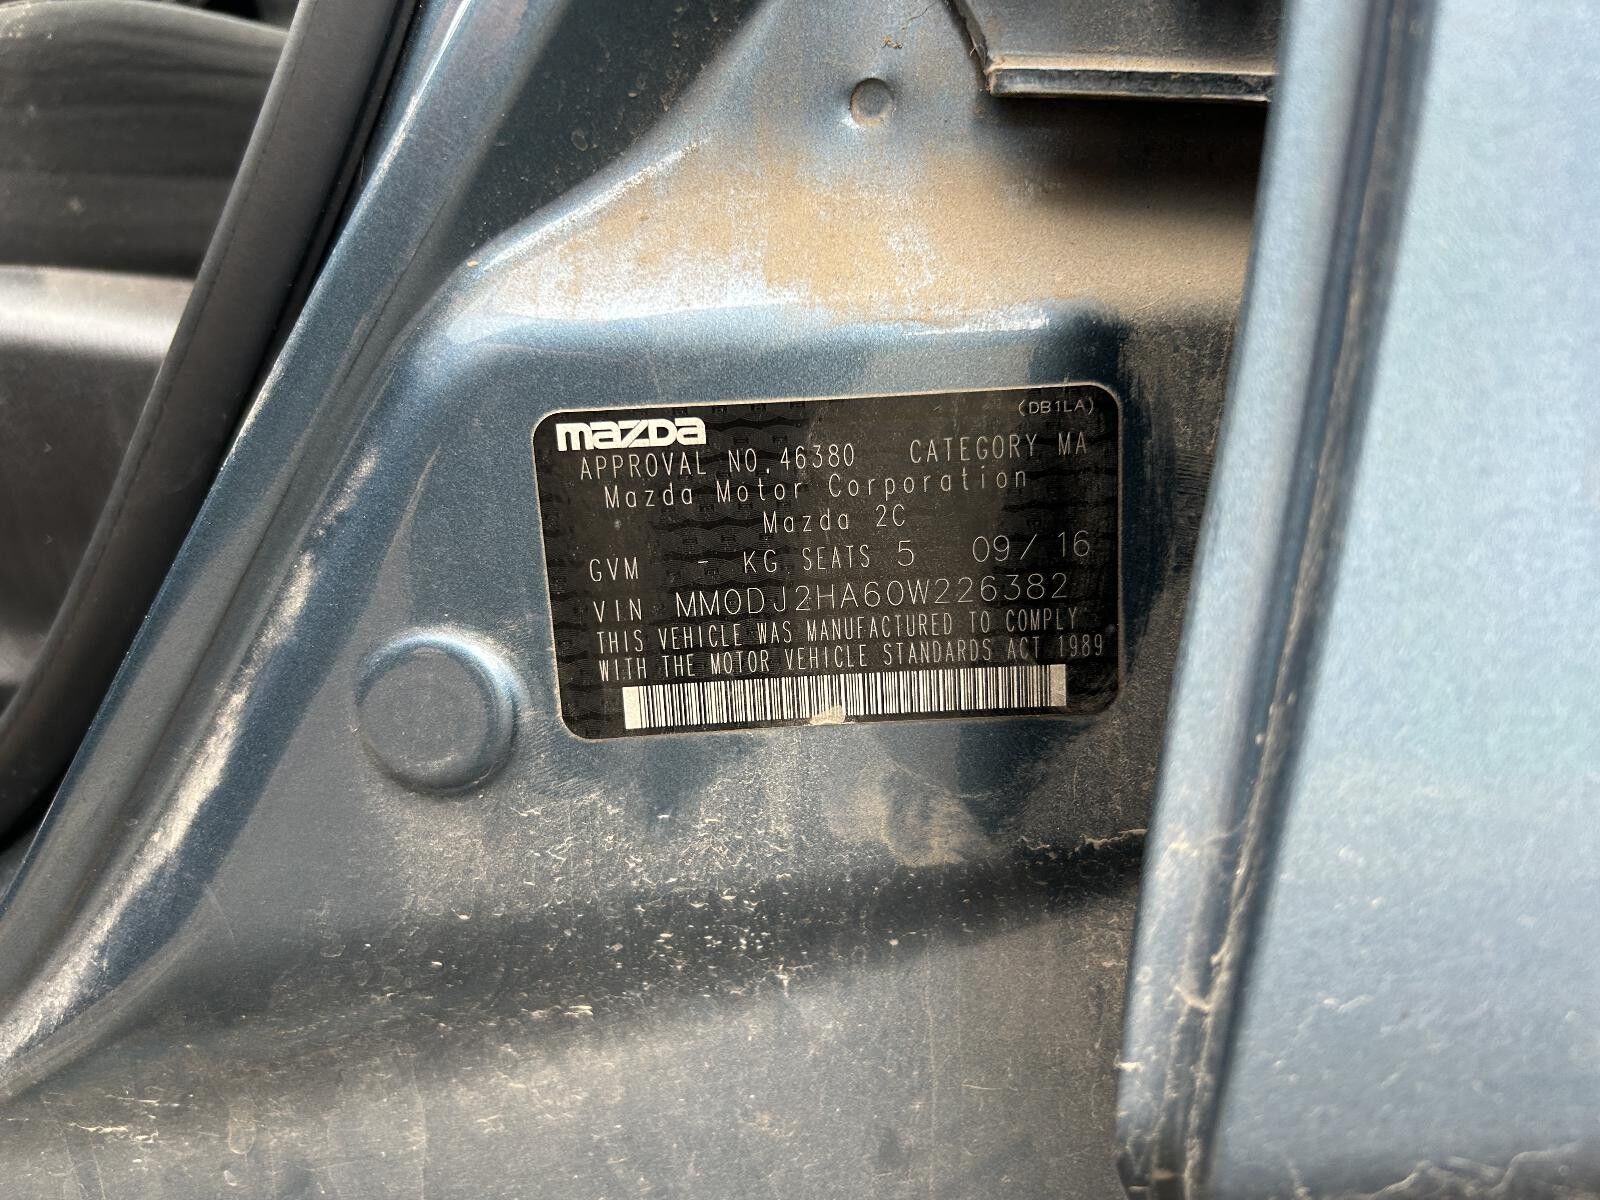 mazda (DB1LA)
APPROVAL NO.46380 CATEGORY MA
Mazda Motor Corporation
Mazda 2C
GVM - KG SEATS 5 09/16
VIN MM0DJ2HA60W226382
THIS VEHICLE WAS MANUFACTURED TO COMPLY
WITH THE MOTOR VEHICLE STANDARDS ACT 1989